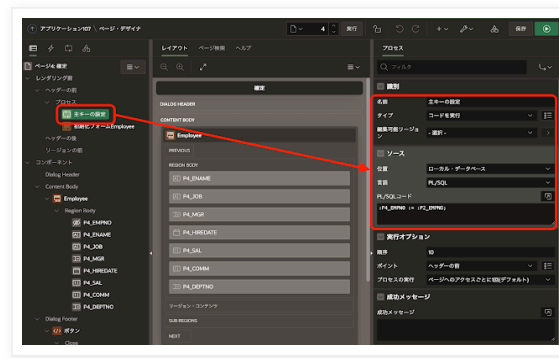 アプリケーション107 \ ページ・デザイナ
4
実行
保存
ページ4: 確定
レンダリング前
ヘッダーの前
プロセス
主キーの設定
初期化フォームEmployee
ヘッダーの後
リージョンの前
コンポーネント
Dialog Header
Content Body
Employee
Region Body
P4_EMPNO
P4_ENAME
P4_JOB
P4_MGR
P4_HIREDATE
P4_SAL
P4_COMM
P4_DEPTNO
Dialog Footer
ボタン
Close
レイアウト ページ検索 ヘルプ
確定
DIALOG HEADER
CONTENT BODY
Employee
PREVIOUS
REGION BODY
P4_ENAME
P4_JOB
P4_MGR
P4_HIREDATE
P4_SAL
P4_COMM
P4_DEPTNO
リージョン・コンテンツ
SUB REGIONS
NEXT
プロセス
フィルタ
識別
名前 主キーの設定
タイプ コードを実行
編集可能リージョン - 選択 -
ソース
位置 ローカル・データベース
言語 PL/SQL
PL/SQLコード
:P4_EMPNO := :P2_EMPNO;
実行オプション
順序 10
ポイント ヘッダーの前
プロセスの実行 ページへのアクセスごとに1回(デフォルト)
成功メッセージ
成功メッセージ